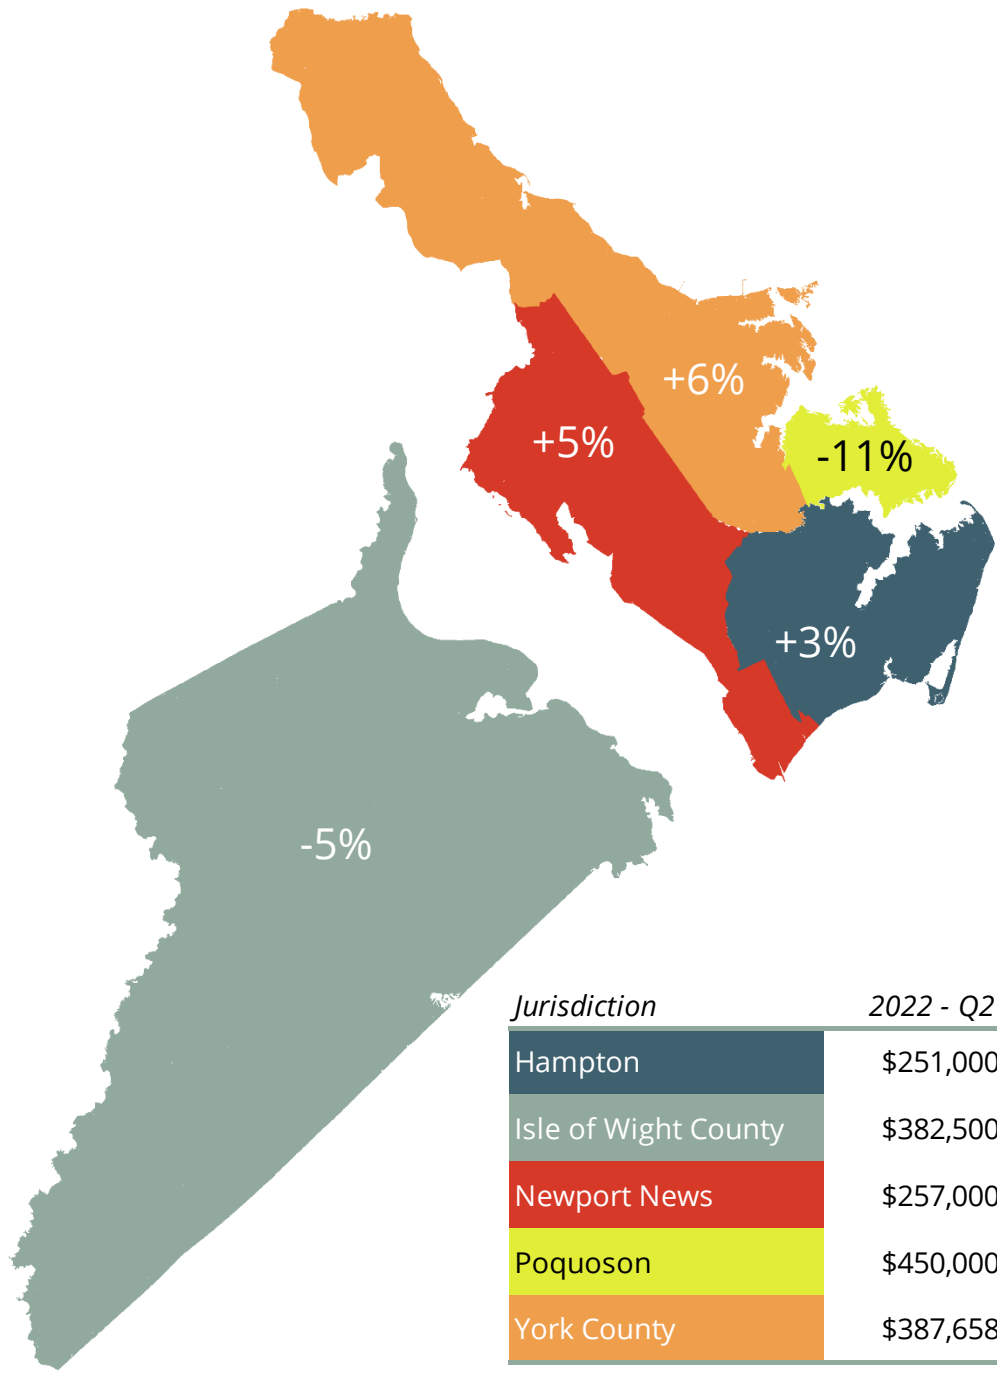 +6%
+5%
-11%
+3%
-5%
Jurisdiction 2022 - Q2
Hampton $251,000
Isle of Wight County $382,500
Newport News $257,000
Poquoson $450,000
York County $387,658